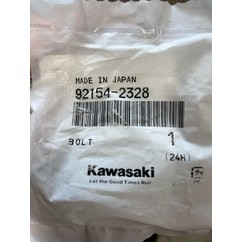 MADE IN JAPAN
92154-2328
BOLT 1
(24H)
Kawasaki
Let the Good Times Roll